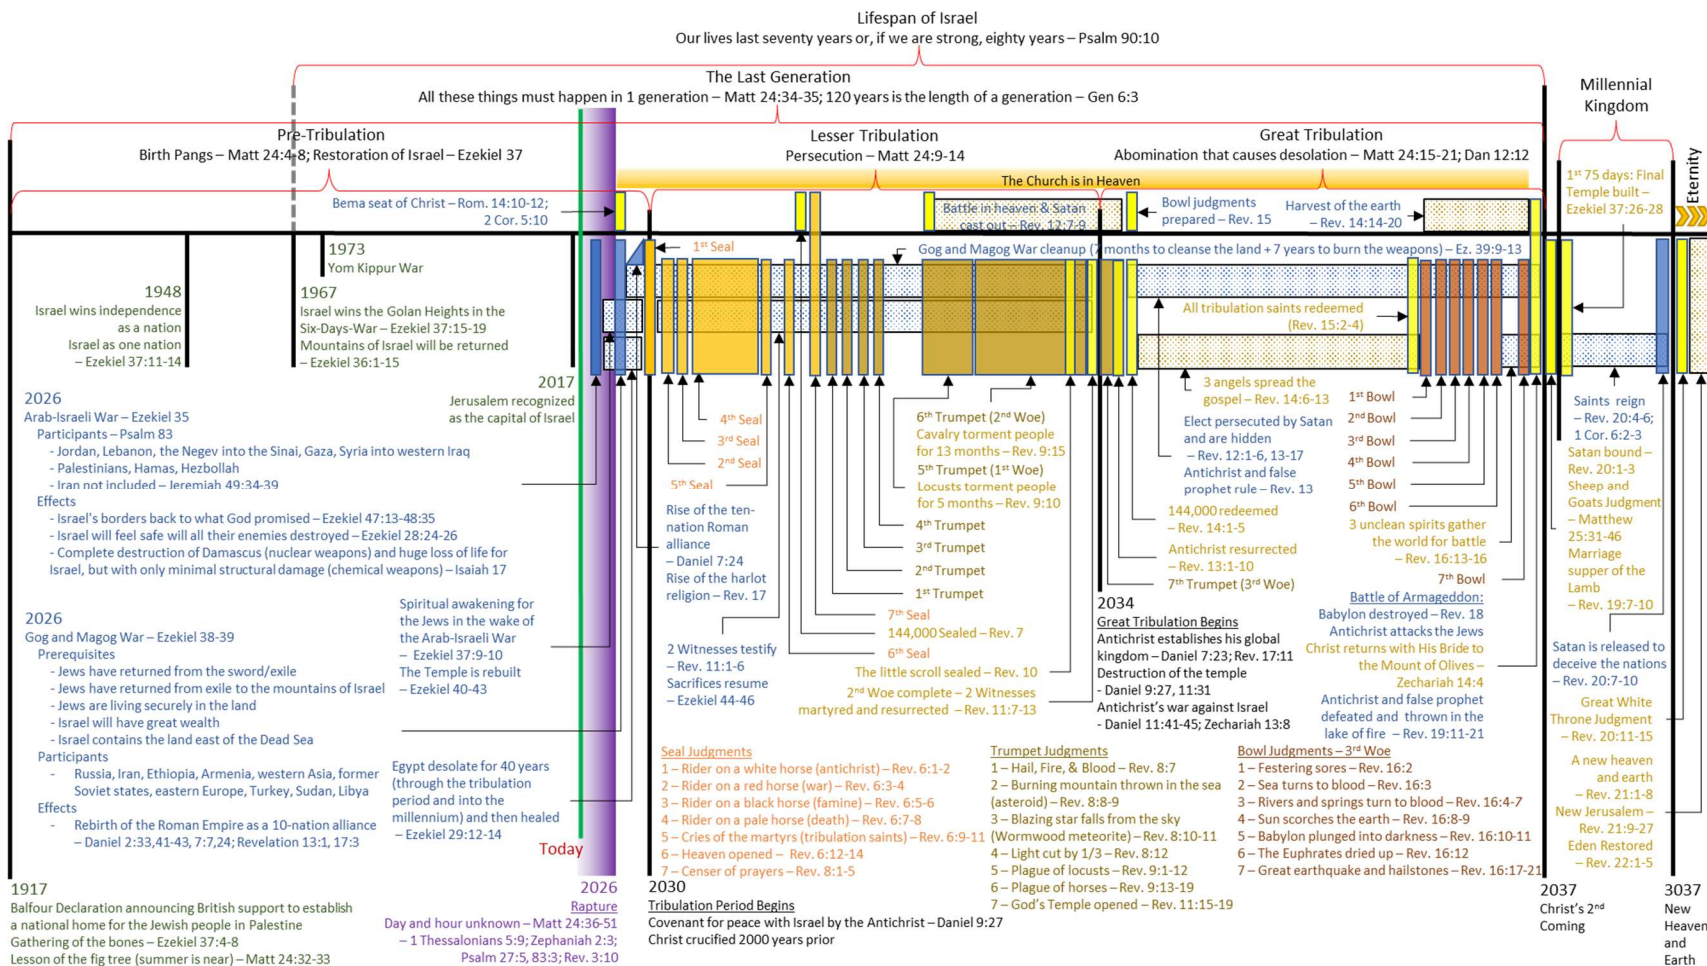 Lifespan of Israel
Our lives last seventy years or, if we are strong, eighty years – Psalm 90:10
The Last Generation
All these things must happen in 1 generation – Matt 24:34-35; 120 years is the length of a generation – Gen 6:3
Millennial
Kingdom
Pre-Tribulation
Birth Pangs – Matt 24:4-8; Restoration of Israel – Ezekiel 37
Lesser Tribulation
Persecution – Matt 24:9-14
Great Tribulation
Abomination that causes desolation – Matt 24:15-21; Dan 12:12
The Church is in Heaven
Eternity
Bema seat of Christ – Rom. 14:10-12;
2 Cor. 5:10
Battle in heaven & Satan
cast out – Rev. 12:7-9
Bowl judgments
prepared – Rev. 15
Harvest of the earth
– Rev. 14:14-20
1st 75 days: Final
Temple built –
Ezekiel 37:26-28
1st Seal
Gog and Magog War cleanup (7 months to cleanse the land + 7 years to burn the weapons) – Ez. 39:9-13
1973
Yom Kippur War
1948
Israel wins independence
as a nation
Israel as one nation
– Ezekiel 37:11-14
1967
Israel wins the Golan Heights in the
Six-Days-War – Ezekiel 37:15-19
Mountains of Israel will be returned
– Ezekiel 36:1-15
2017
Jerusalem recognized
as the capital of Israel
All tribulation saints redeemed
(Rev. 15:2-4)
2026
Arab-Israeli War – Ezekiel 35
Participants – Psalm 83
- Jordan, Lebanon, the Negev into the Sinai, Gaza, Syria into western Iraq
- Palestinians, Hamas, Hezbollah
- Iran not included – Jeremiah 49:34-39
Effects
- Israel's borders back to what God promised – Ezekiel 47:13-48:35
- Israel will feel safe will all their enemies destroyed – Ezekiel 28:24-26
- Complete destruction of Damascus (nuclear weapons) and huge loss of life for
Israel, but with only minimal structural damage (chemical weapons) – Isaiah 17
2026
Gog and Magog War – Ezekiel 38-39
Prerequisites
- Jews have returned from the sword/exile
- Jews have returned from exile to the mountains of Israel
- Jews are living securely in the land
- Israel will have great wealth
- Israel contains the land east of the Dead Sea
Participants
- Russia, Iran, Ethiopia, Armenia, western Asia, former
Soviet states, eastern Europe, Turkey, Sudan, Libya
Effects
- Rebirth of the Roman Empire as a 10-nation alliance
– Daniel 2:33,41-43, 7:7,24; Revelation 13:1, 17:3
Spiritual awakening for
the Jews in the wake of
the Arab-Israeli War
– Ezekiel 37:9-10
The Temple is rebuilt
– Ezekiel 40-43
Egypt desolate for 40 years
(through the tribulation
period and into the
millennium) and then healed
– Ezekiel 29:12-14
Today
4th Seal
3rd Seal
2nd Seal
5th Seal
Rise of the ten-
nation Roman
alliance
– Daniel 7:24
Rise of the harlot
religion – Rev. 17
2 Witnesses testify
– Rev. 11:1-6
Sacrifices resume
– Ezekiel 44-46
6th Trumpet (2nd Woe)
Cavalry torment people
for 13 months – Rev. 9:15
5th Trumpet (1st Woe)
Locusts torment people
for 5 months – Rev. 9:10
4th Trumpet
3rd Trumpet
2nd Trumpet
1st Trumpet
7th Seal
144,000 Sealed – Rev. 7
6th Seal
The little scroll sealed – Rev. 10
2nd Woe complete – 2 Witnesses
martyred and resurrected – Rev. 11:7-13
3 angels spread the
gospel – Rev. 14:6-13
Elect persecuted by Satan
and are hidden
– Rev. 12:1-6, 13-17
Antichrist and false
prophet rule – Rev. 13
144,000 redeemed
– Rev. 14:1-5
Antichrist resurrected
– Rev. 13:1-10
7th Trumpet (3rd Woe)
2034
Great Tribulation Begins
Antichrist establishes his global
kingdom – Daniel 7:23; Rev. 17:11
Destruction of the temple
- Daniel 9:27, 11:31
Antichrist's war against Israel
- Daniel 11:41-45; Zechariah 13:8
1st Bowl
2nd Bowl
3rd Bowl
4th Bowl
5th Bowl
6th Bowl
3 unclean spirits gather
the world for battle
– Rev. 16:13-16
7th Bowl
Battle of Armageddon:
Babylon destroyed – Rev. 18
Antichrist attacks the Jews
Christ returns with His Bride to
the Mount of Olives –
Zechariah 14:4
Antichrist and false prophet
defeated and thrown in the
lake of fire – Rev. 19:11-21
Saints reign
– Rev. 20:4-6;
1 Cor. 6:2-3
Satan bound –
Rev. 20:1-3
Sheep and
Goats Judgment
– Matthew
25:31-46
Marriage
supper of the
Lamb
– Rev. 19:7-10
Satan is released to
deceive the nations
– Rev. 20:7-10
Great White
Throne Judgment
– Rev. 20:11-15
A new heaven
and earth
– Rev. 21:1-8
New Jerusalem –
Rev. 21:9-27
Eden Restored
– Rev. 22:1-5
Seal Judgments
1 – Rider on a white horse (antichrist) – Rev. 6:1-2
2 – Rider on a red horse (war) – Rev. 6:3-4
3 – Rider on a black horse (famine) – Rev. 6:5-6
4 – Rider on a pale horse (death) – Rev. 6:7-8
5 – Cries of the martyrs (tribulation saints) – Rev. 6:9-11
6 – Heaven opened – Rev. 6:12-14
7 – Censer of prayers – Rev. 8:1-5
Trumpet Judgments
1 – Hail, Fire, & Blood – Rev. 8:7
2 – Burning mountain thrown in the sea
(asteroid) – Rev. 8:8-9
3 – Blazing star falls from the sky
(Wormwood meteorite) – Rev. 8:10-11
4 – Light cut by 1/3 – Rev. 8:12
5 – Plague of locusts – Rev. 9:1-12
6 – Plague of horses – Rev. 9:13-19
7 – God's Temple opened – Rev. 11:15-19
Bowl Judgments – 3rd Woe
1 – Festering sores – Rev. 16:2
2 – Sea turns to blood – Rev. 16:3
3 – Rivers and springs turn to blood – Rev. 16:4-7
4 – Sun scorches the earth – Rev. 16:8-9
5 – Babylon plunged into darkness – Rev. 16:10-11
6 – The Euphrates dried up – Rev. 16:12
7 – Great earthquake and hailstones – Rev. 16:17-21
1917
Balfour Declaration announcing British support to establish
a national home for the Jewish people in Palestine
Gathering of the bones – Ezekiel 37:4-8
Lesson of the fig tree (summer is near) – Matt 24:32-33
2026
Rapture
Day and hour unknown – Matt 24:36-51
– 1 Thessalonians 5:9; Zephaniah 2:3;
Psalm 27:5, 83:3; Rev. 3:10
2030
Tribulation Period Begins
Covenant for peace with Israel by the Antichrist – Daniel 9:27
Christ crucified 2000 years prior
2037
Christ's 2nd
Coming
3037
New
Heaven
and
Earth